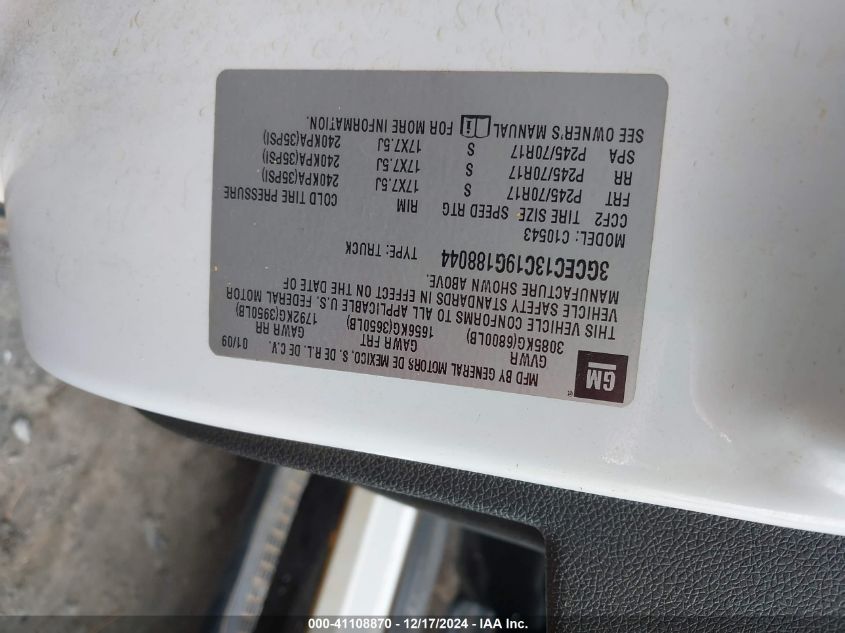 MFD BY GENERAL MOTORS DE MEXICO, S. DE R.L. DE C.V.
01/09
GM
GVWR GAWR FRT GAWR RR
3085KG(6800LB) 1656KG(3650LB) 1792KG(3950LB)
THIS VEHICLE CONFORMS TO ALL APPLICABLE U.S. FEDERAL MOTOR
VEHICLE SAFETY STANDARDS IN EFFECT ON THE DATE OF
MANUFACTURE SHOWN ABOVE.
3GCEC13C19G188044 TYPE: TRUCK
MODEL: C10543
CCF2 TIRE SIZE SPEED RTG RIM COLD TIRE PRESSURE
FRT P245/70R17 S 17X7.5J 240KPA(35PSI)
RR P245/70R17 S 17X7.5J 240KPA(35PSI)
SPA P245/70R17 S 17X7.5J 240KPA(35PSI)
SEE OWNER'S MANUAL i FOR MORE INFORMATION.
000-41108870 - 12/17/2024 - IAA Inc.